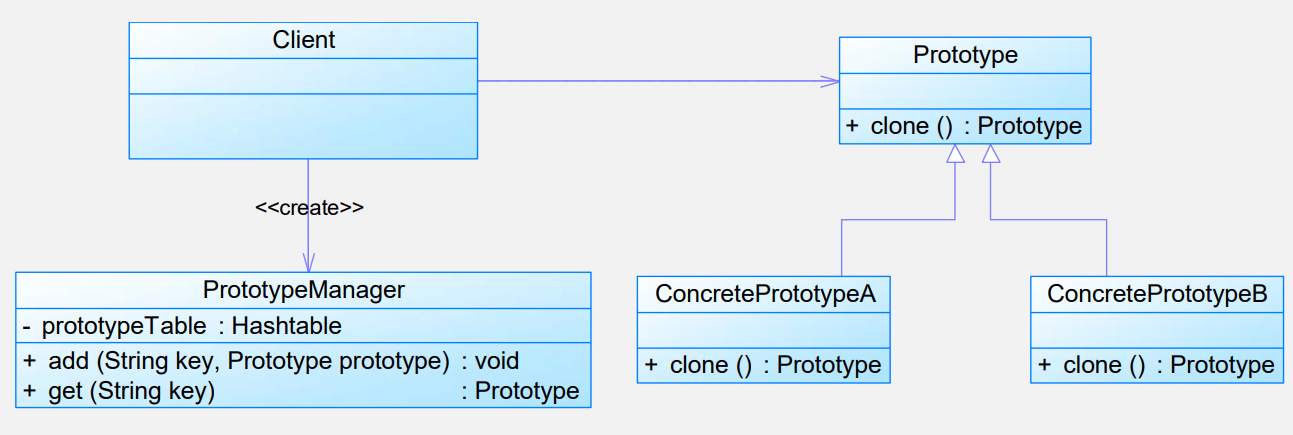 Client
Prototype
+ clone () : Prototype
<<create>>
PrototypeManager
- prototypeTable : Hashtable
+ add (String key, Prototype prototype) : void
+ get (String key) : Prototype
ConcretePrototypeA
+ clone () : Prototype
ConcretePrototypeB
+ clone () : Prototype